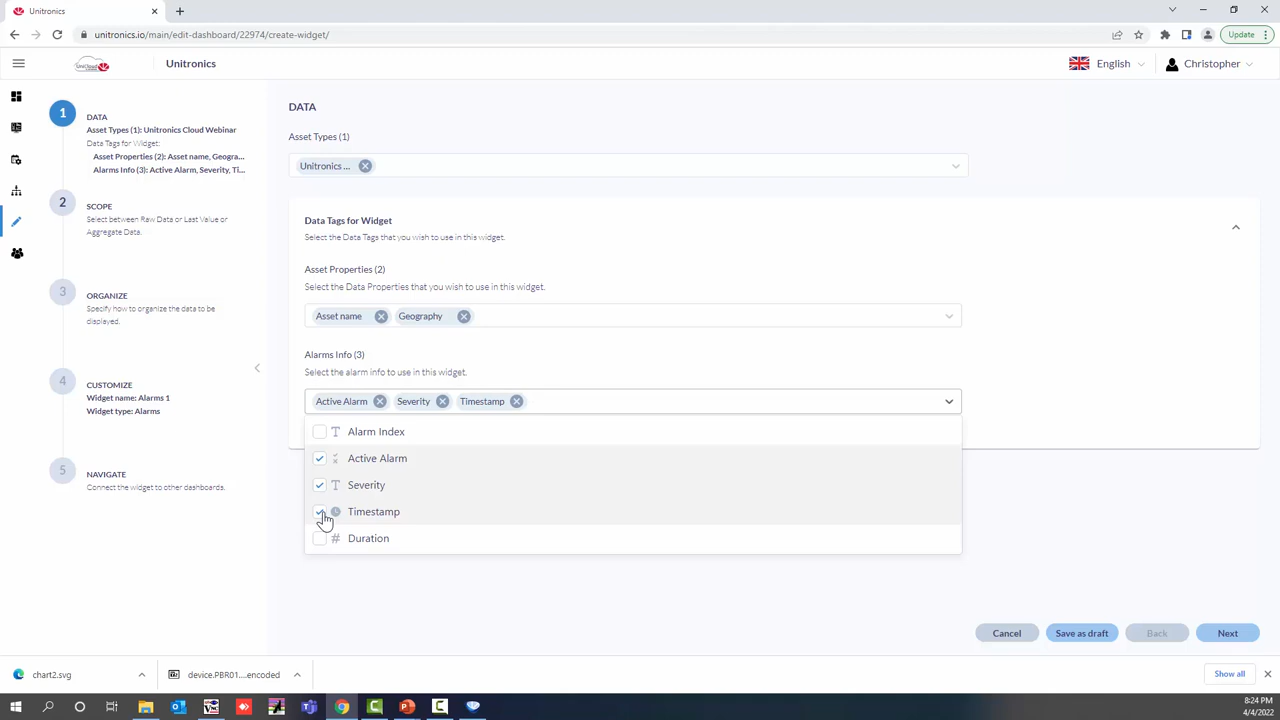 Unitronics
unitronics.io/main/edit-dashboard/22974/create-widget/
Update
UniCloud
Unitronics
English
Christopher
1
DATA
Asset Types (1): Unitronics Cloud Webinar
Data Tags for Widget:
Asset Properties (2): Asset name, Geogra...
Alarms Info (3): Active Alarm, Severity, Ti...
2
SCOPE
Select between Raw Data or Last Value or
Aggregate Data.
3
ORGANIZE
Specify how to organize the data to be
displayed.
4
CUSTOMIZE
Widget name: Alarms 1
Widget type: Alarms
5
NAVIGATE
Connect the widget to other dashboards.
DATA
Asset Types (1)
Unitronics ...
Data Tags for Widget
Select the Data Tags that you wish to use in this widget.
Asset Properties (2)
Select the Data Properties that you wish to use in this widget.
Asset name Geography
Alarms Info (3)
Select the alarm info to use in this widget.
Active Alarm Severity Timestamp
T Alarm Index
Active Alarm
T Severity
Timestamp
# Duration
Cancel Save as draft Back Next
chart2.svg
device.PBR01....encoded
Show all
8:24 PM
4/4/2022